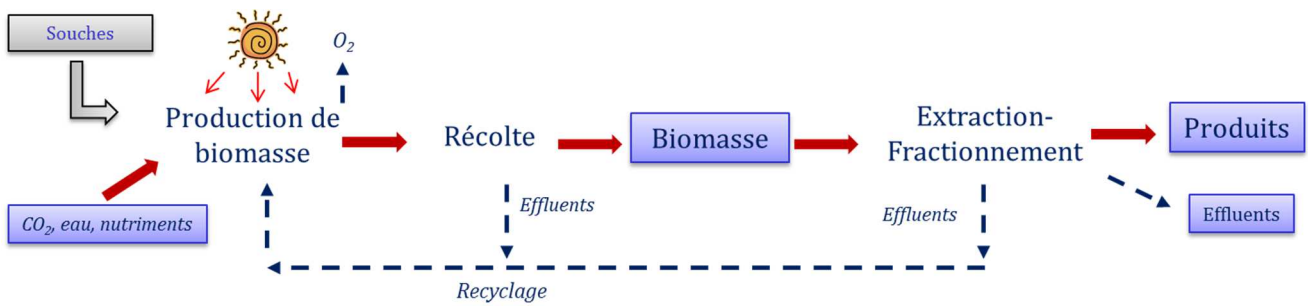 Souches
O2
Production de
biomasse
CO2, eau, nutriments
Récolte
Effluents
Biomasse
Extraction-
Fractionnement
Effluents
Produits
Effluents
Recyclage